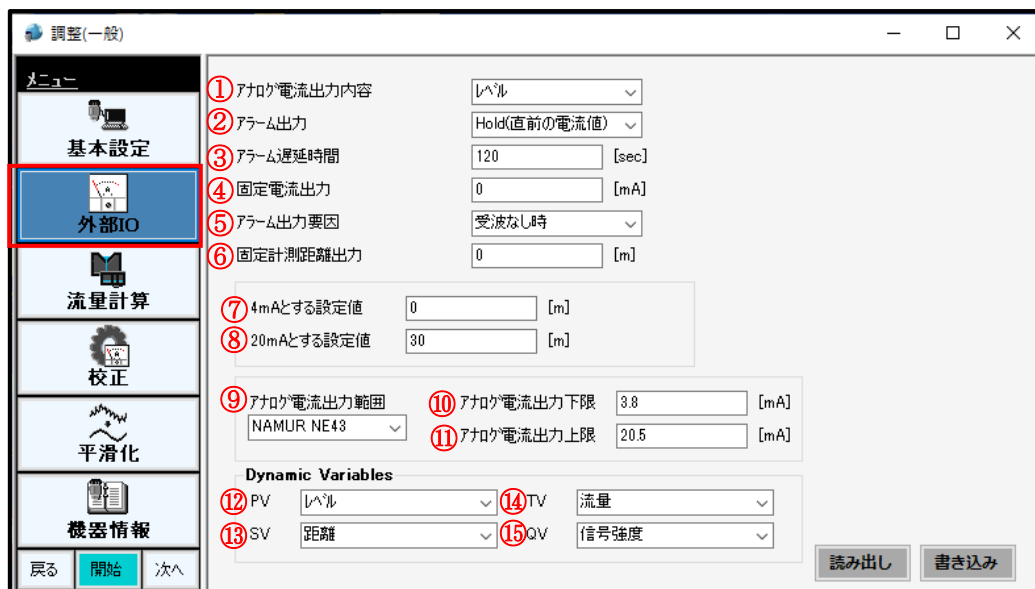 調整(一般)
メニュー
基本設定
外部IO
流量計算
校正
平滑化
機器情報
戻る 開始 次へ
①アナログ電流出力内容 レベル
②アラーム出力 Hold(直前の電流値)
③アラーム遅延時間 120 [sec]
④固定電流出力 0 [mA]
⑤アラーム出力要因 受波なし時
⑥固定計測距離出力 0 [m]
⑦4mAとする設定値 0 [m]
⑧20mAとする設定値 30 [m]
⑨アナログ電流出力範囲 ⑩アナログ電流出力下限 3.8 [mA]
NAMUR NE43 ⑪アナログ電流出力上限 20.5 [mA]
Dynamic Variables
⑫PV レベル ⑭TV 流量
⑬SV 距離 ⑮QV 信号強度
読み出し 書き込み